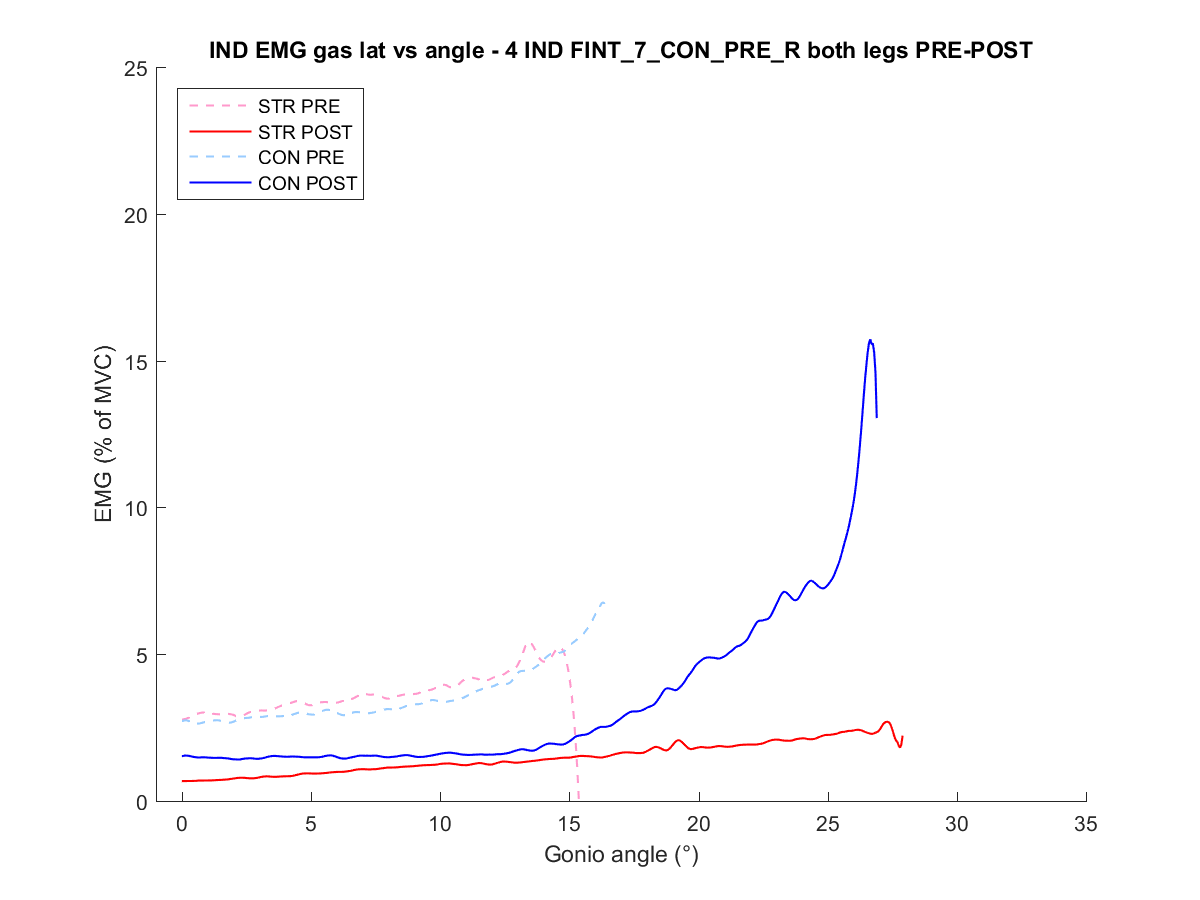 IND EMG gas lat vs angle - 4 IND FINT_7_CON_PRE_R both legs PRE-POST
25
20
15
10
5
0
EMG (% of MVC)
STR PRE
STR POST
CON PRE
CON POST
0 5 10 15 20 25 30 35
Gonio angle (°)